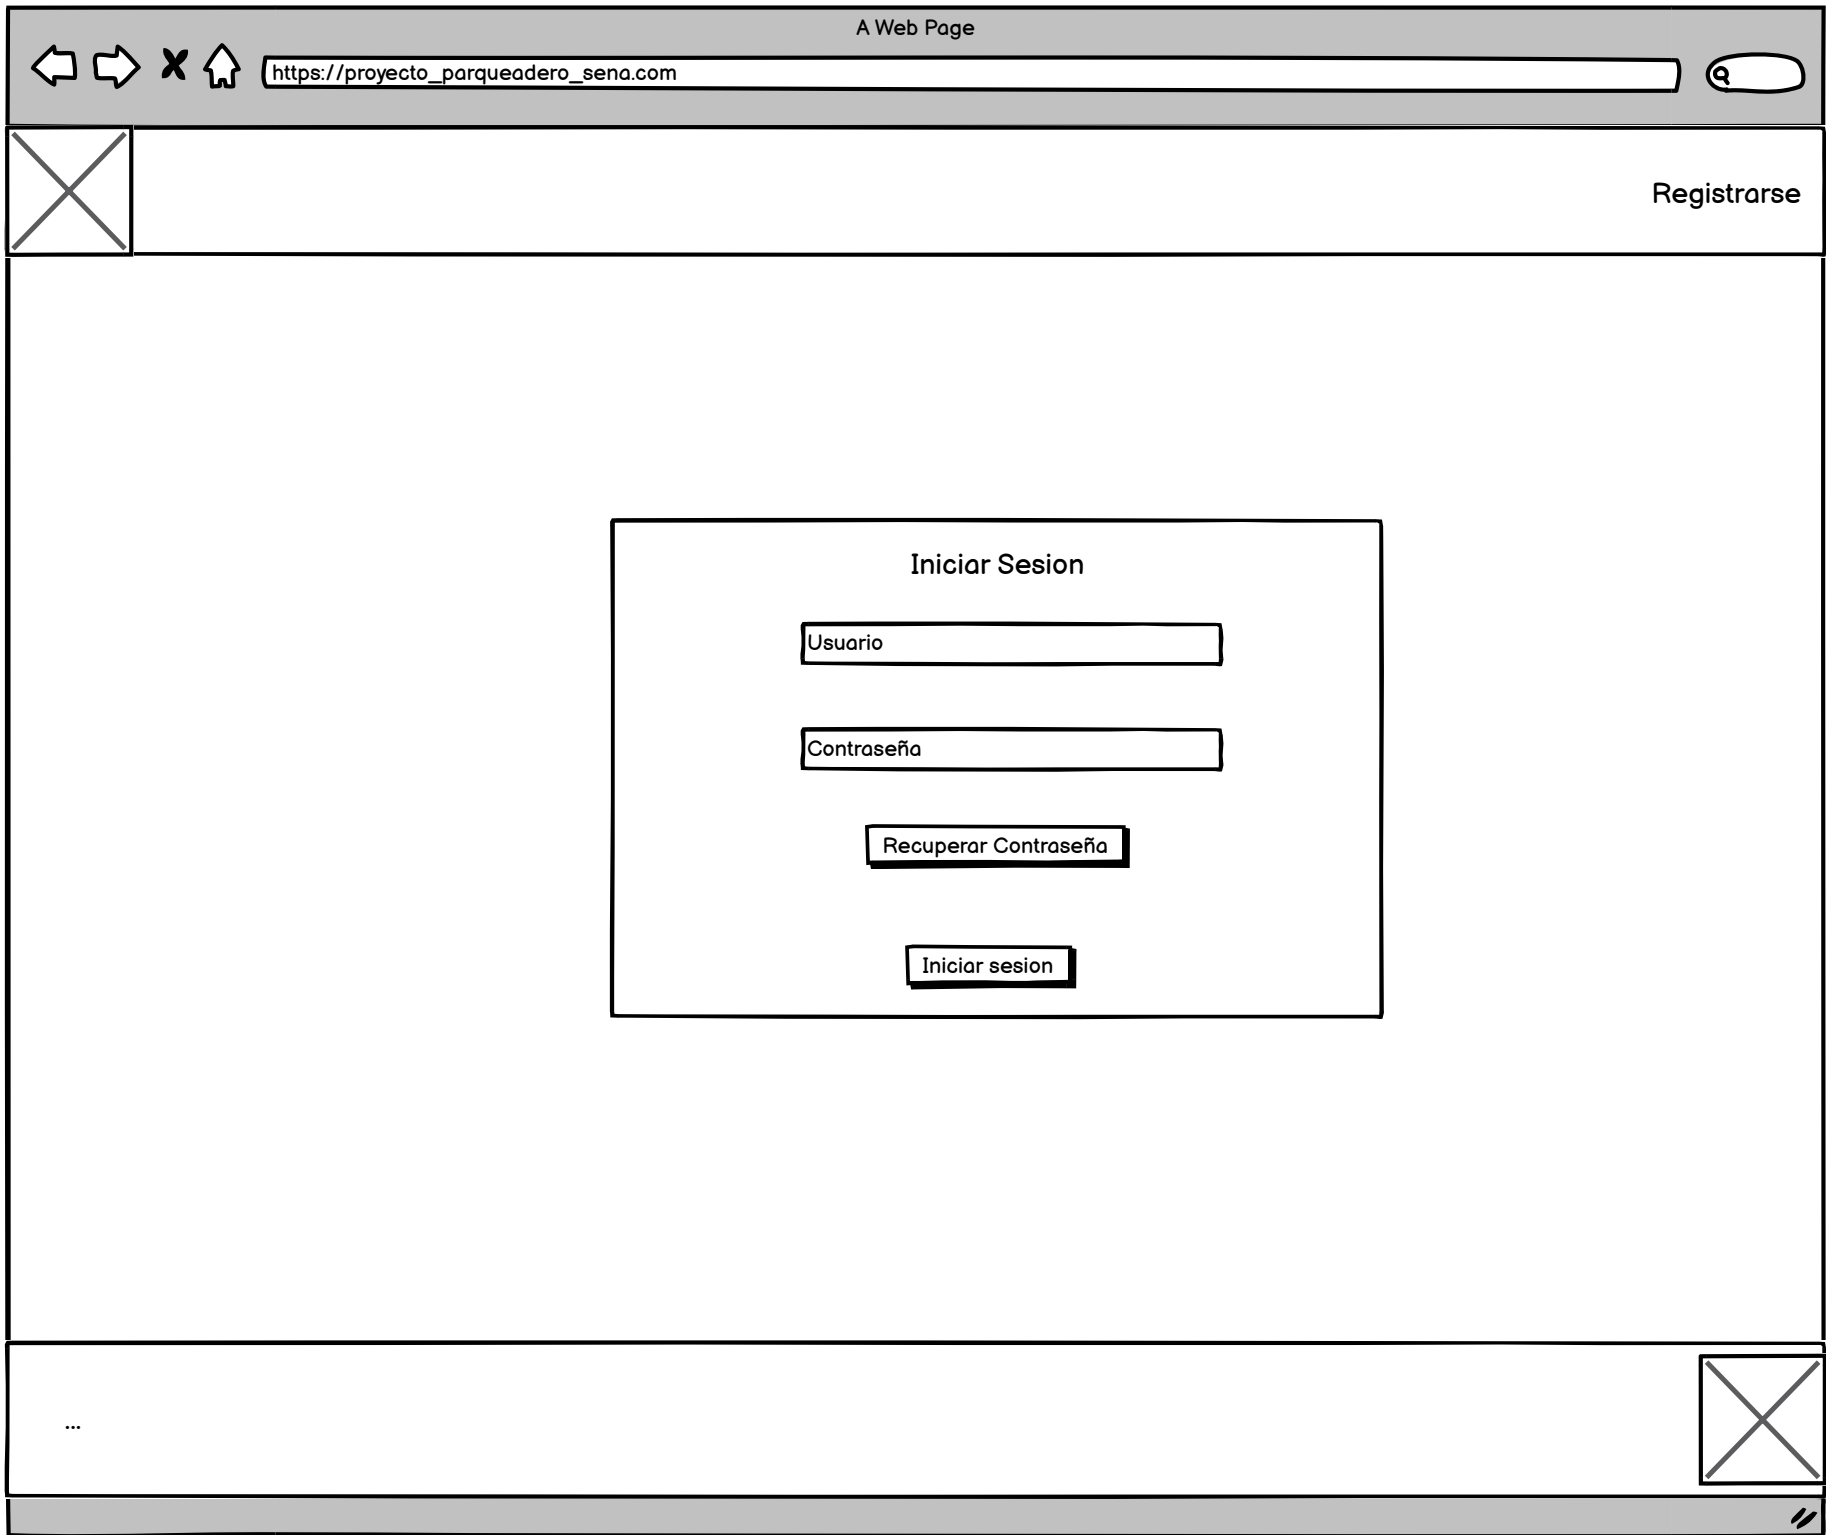 A Web Page
https://proyecto_parqueadero_sena.com
Registrarse
Iniciar Sesion
Usuario
Contraseña
Recuperar Contraseña
Iniciar sesion
...